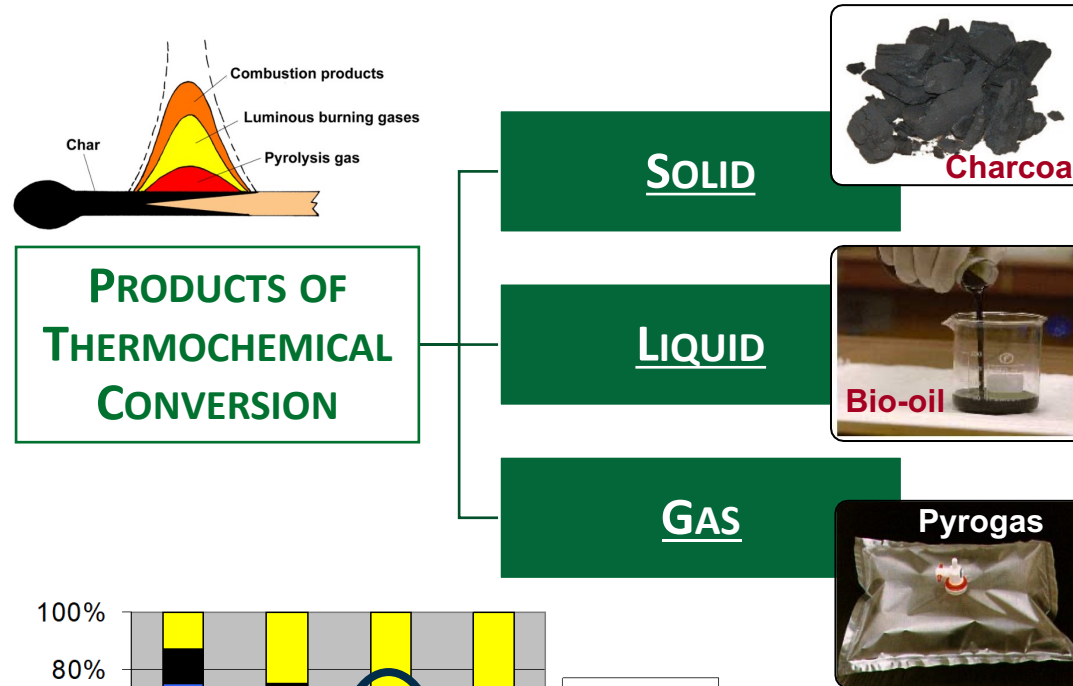 Combustion products
Luminous burning gases
Char
Pyrolysis gas
PRODUCTS OF
THERMOCHEMICAL
CONVERSION
SOLID
Charcoa
LIQUID
Bio-oil
GAS
Pyrogas
100%
80%